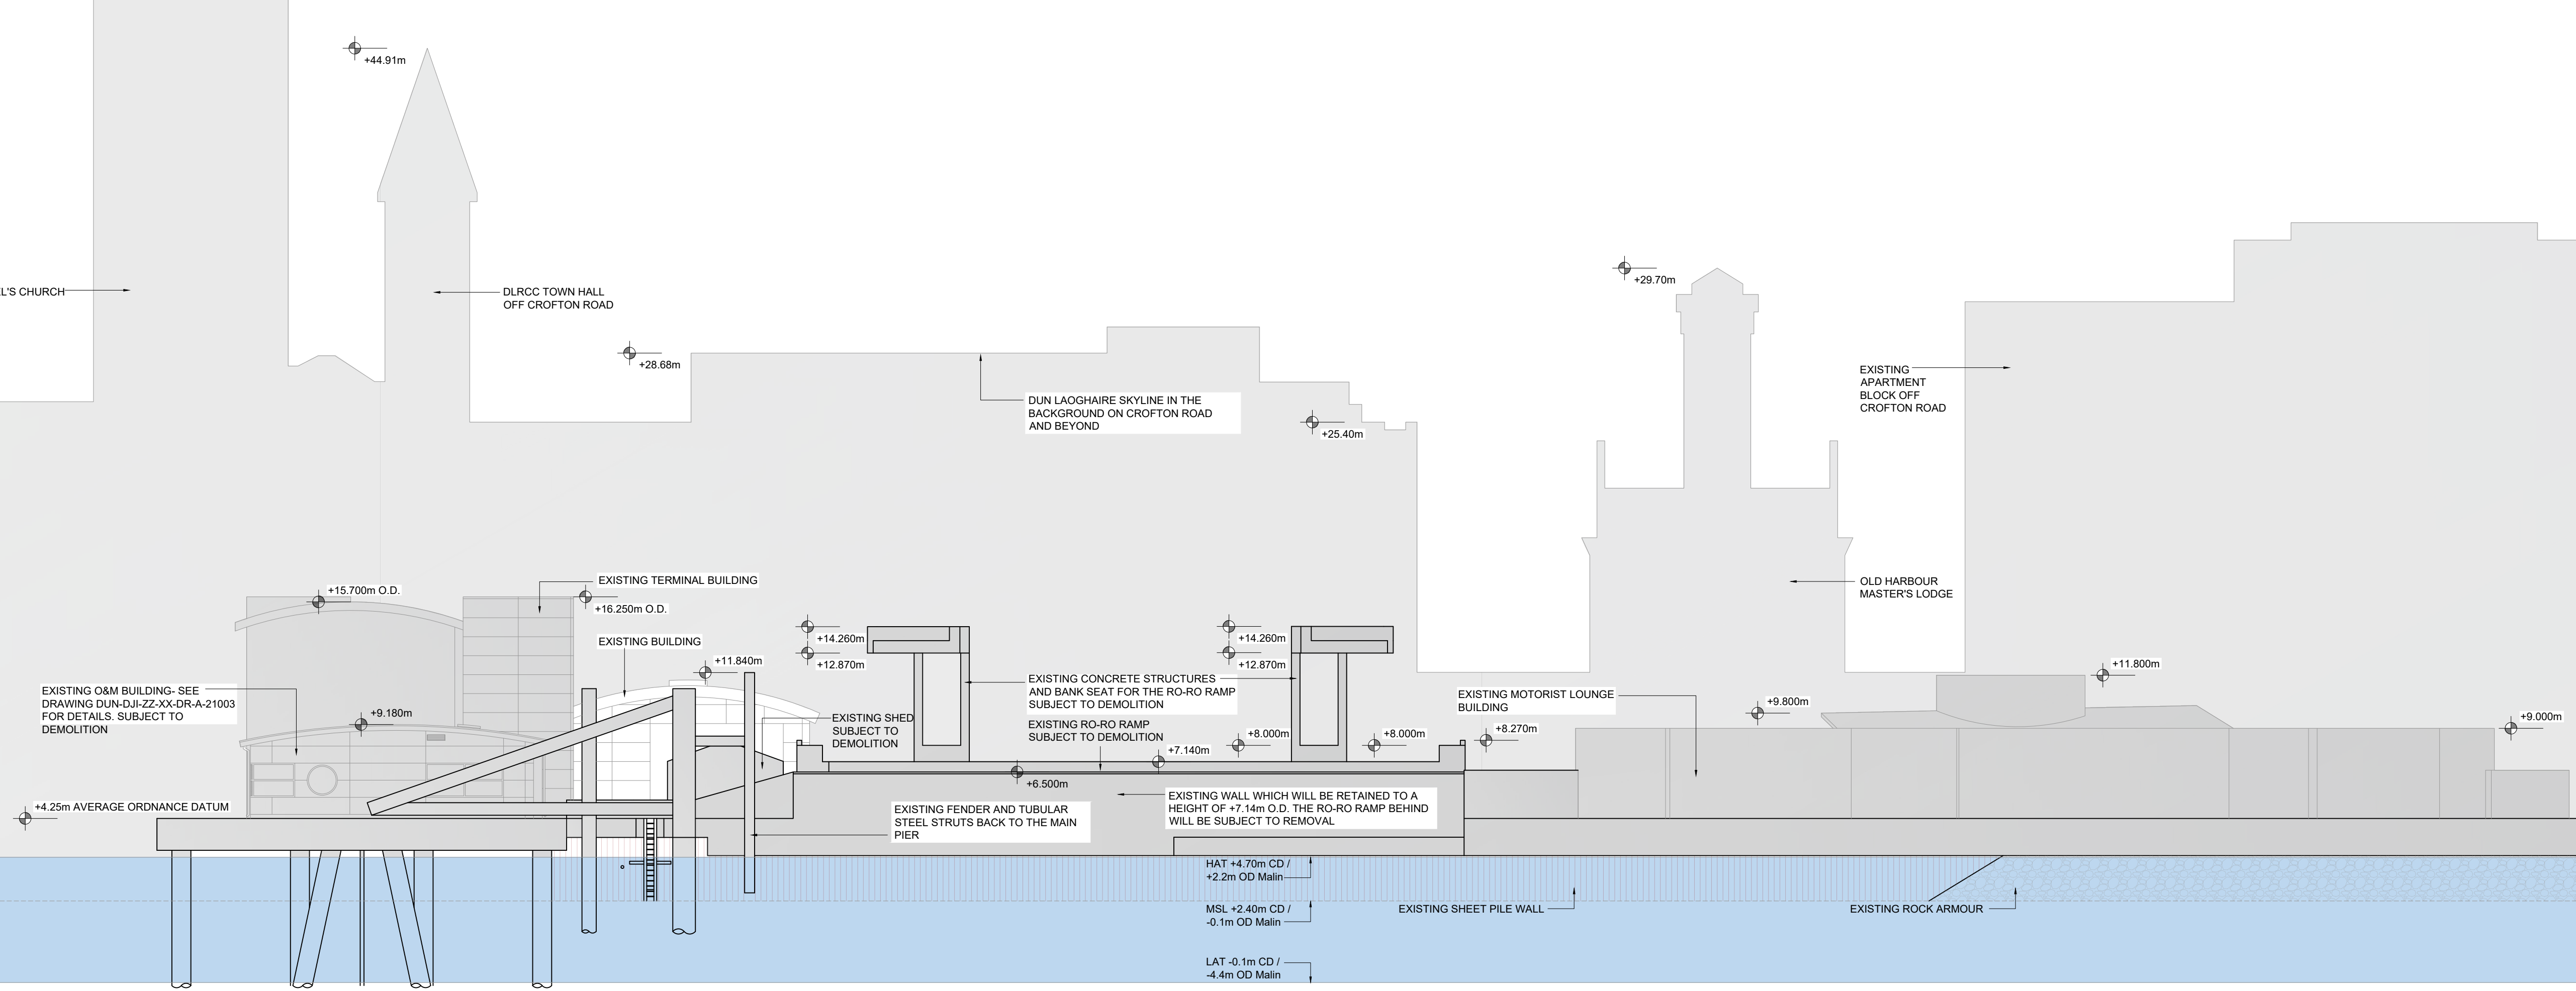 +44.91m
L'S CHURCH
DLRCC TOWN HALL
OFF CROFTON ROAD
+29.70m
+28.68m
EXISTING
APARTMENT
BLOCK OFF
CROFTON ROAD
DUN LAOGHAIRE SKYLINE IN THE
BACKGROUND ON CROFTON ROAD
AND BEYOND
+25.40m
EXISTING TERMINAL BUILDING
+15.700m O.D.
+16.250m O.D.
OLD HARBOUR
MASTER'S LODGE
EXISTING BUILDING
+14.260m
+14.260m
+12.870m
+12.870m
+11.840m
+11.800m
EXISTING O&M BUILDING- SEE
DRAWING DUN-DJI-ZZ-XX-DR-A-21003
FOR DETAILS. SUBJECT TO
DEMOLITION
EXISTING CONCRETE STRUCTURES
AND BANK SEAT FOR THE RO-RO RAMP
SUBJECT TO DEMOLITION
EXISTING MOTORIST LOUNGE
BUILDING
+9.180m
EXISTING SHED
SUBJECT TO
DEMOLITION
EXISTING RO-RO RAMP
SUBJECT TO DEMOLITION
+9.800m
+9.000m
+8.000m
+8.000m
+8.270m
+7.140m
+6.500m
+4.25m AVERAGE ORDNANCE DATUM
EXISTING FENDER AND TUBULAR
STEEL STRUTS BACK TO THE MAIN
PIER
EXISTING WALL WHICH WILL BE RETAINED TO A
HEIGHT OF +7.14m O.D. THE RO-RO RAMP BEHIND
WILL BE SUBJECT TO REMOVAL
HAT +4.70m CD /
+2.2m OD Malin
MSL +2.40m CD /
-0.1m OD Malin
EXISTING SHEET PILE WALL
EXISTING ROCK ARMOUR
LAT -0.1m CD /
-4.4m OD Malin